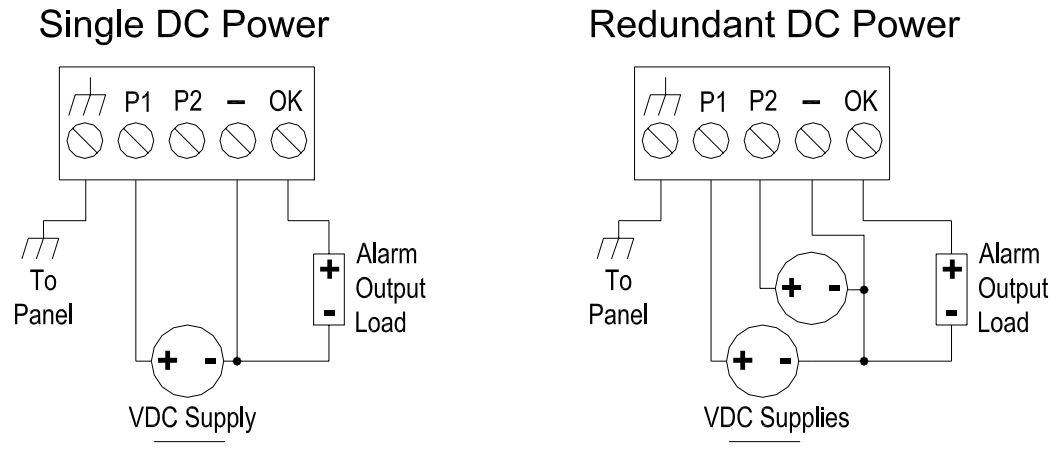 Single DC Power
P1 P2 – OK
To
Panel
+ -
VDC Supply
+
-
Alarm
Output
Load
Redundant DC Power
P1 P2 – OK
To
Panel
+ -
+ -
VDC Supplies
+
-
Alarm
Output
Load